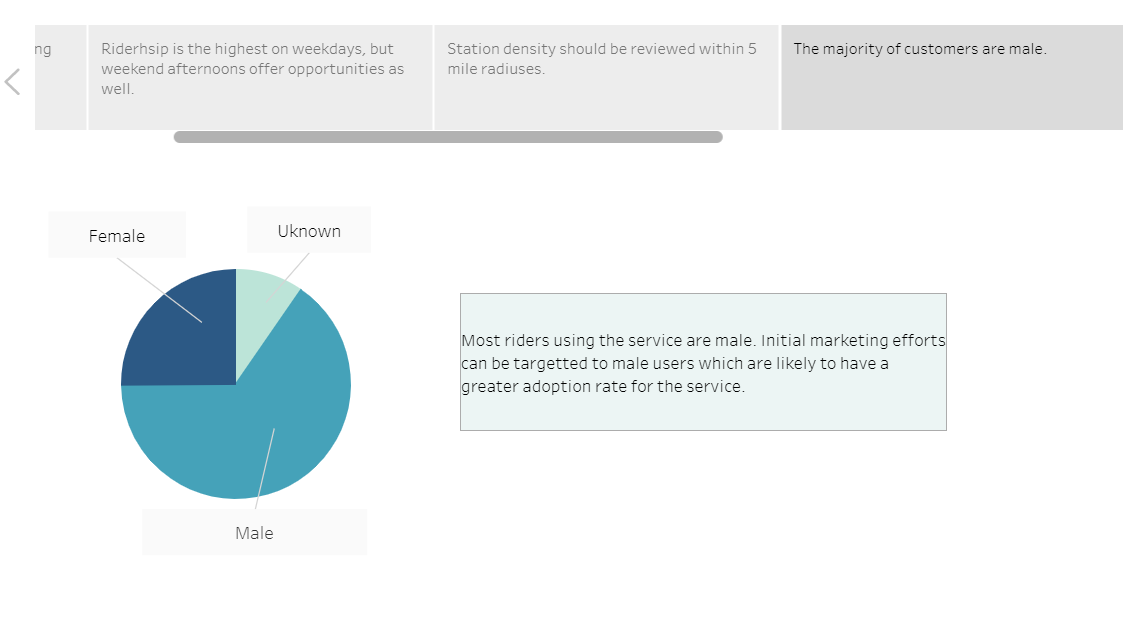 ng
Riderhsip is the highest on weekdays, but
weekend afternoons offer opportunities as
well.
Station density should be reviewed within 5
mile radiuses.
The majority of customers are male.
Female
Uknown
Most riders using the service are male. Initial marketing efforts
can be targetted to male users which are likely to have a
greater adoption rate for the service.
Male